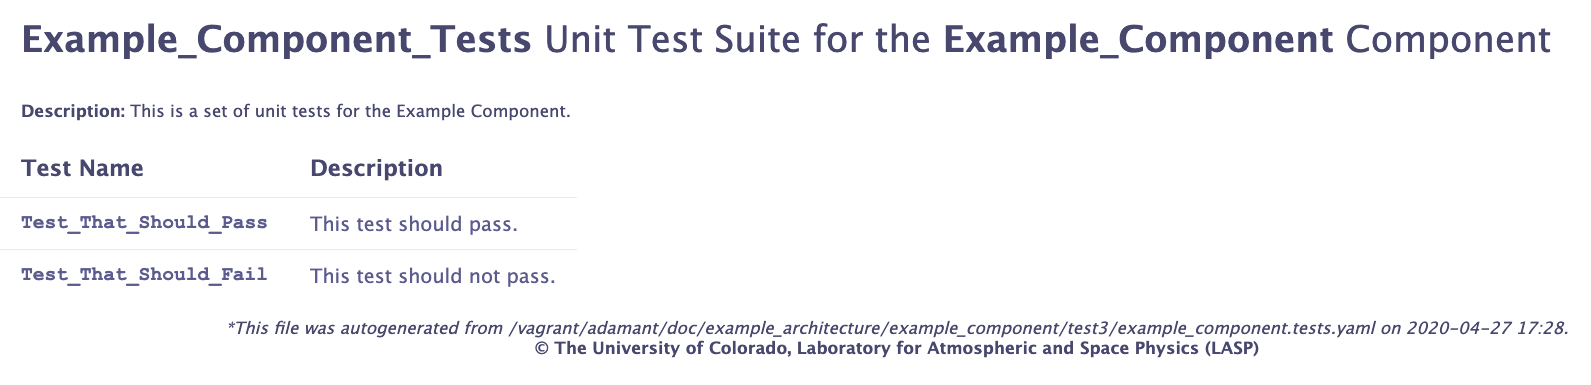 Example_Component_Tests Unit Test Suite for the Example_Component Component
Description: This is a set of unit tests for the Example Component.
Test Name Description
Test_That_Should_Pass This test should pass.
Test_That_Should_Fail This test should not pass.
*This file was autogenerated from /vagrant/adamant/doc/example_architecture/example_component/test3/example_component.tests.yaml on 2020-04-27 17:28.
© The University of Colorado, Laboratory for Atmospheric and Space Physics (LASP)